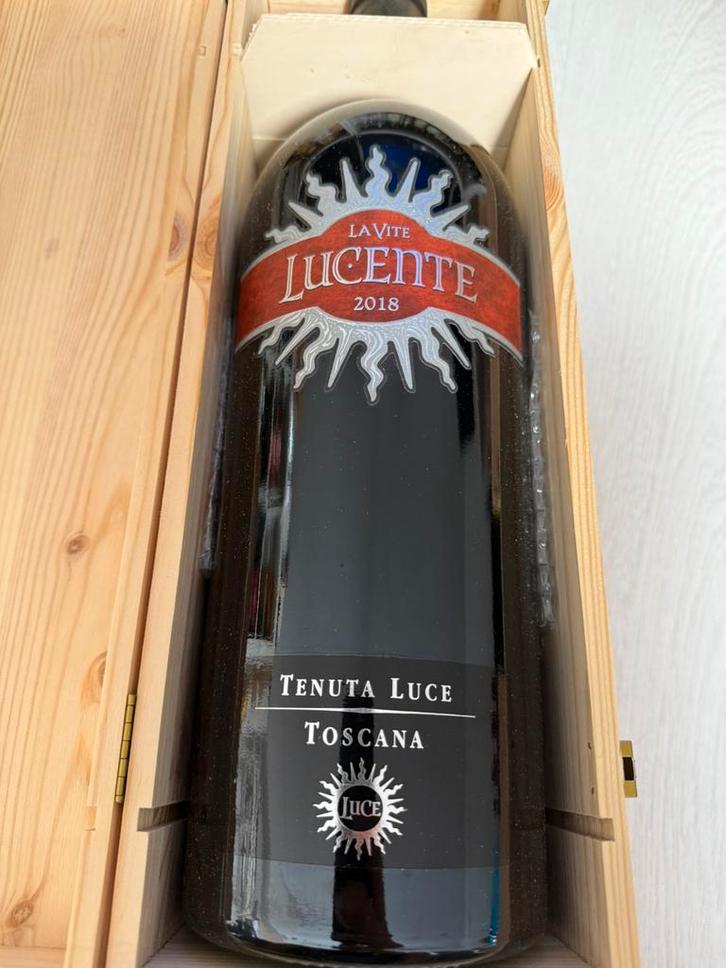 LA VITE
LUCENTE
2018
TENUTA LUCE
TOSCANA
LUCE